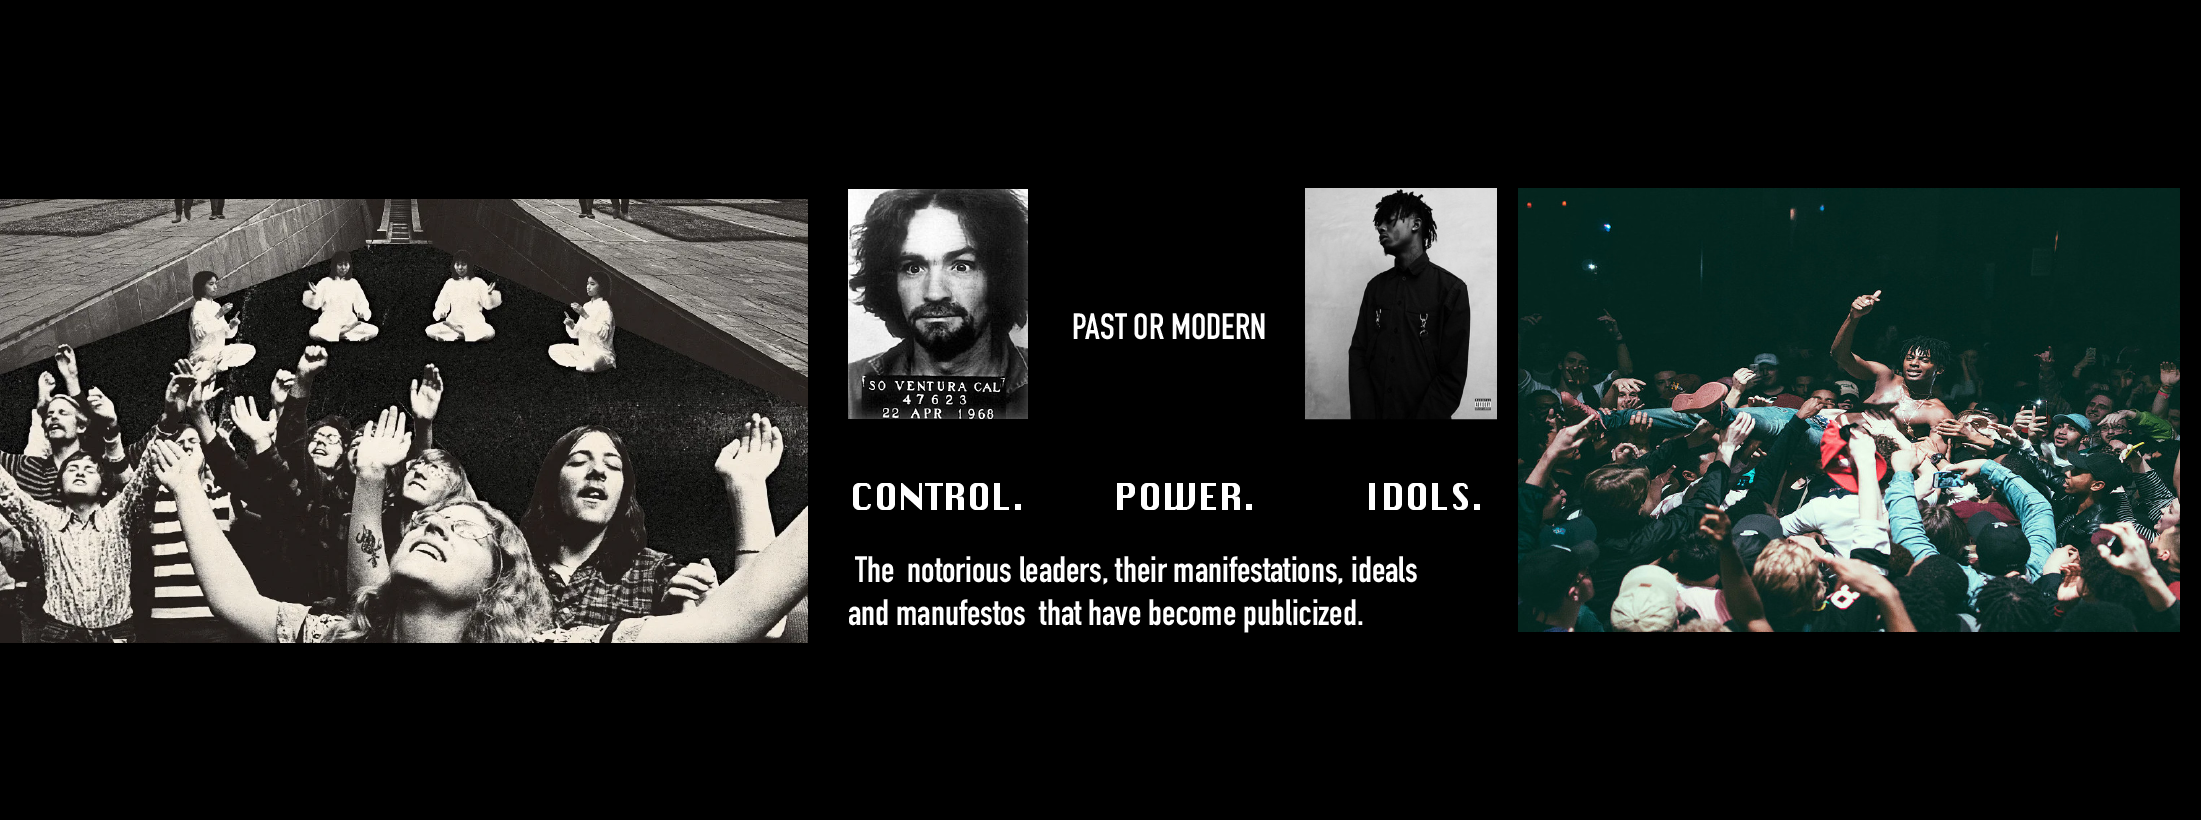 SO VENTURA CAL
47623
22 APR 1968
PAST OR MODERN
CONTROL. POWER. IDOLS.
The notorious leaders, their manifestations, ideals
and manufestos that have become publicized.